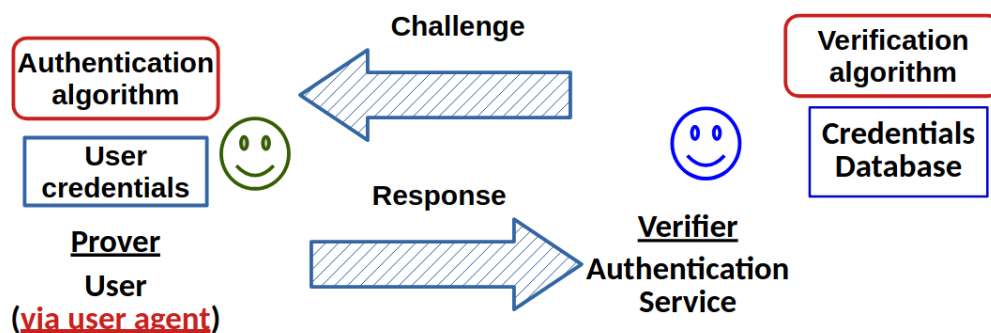 Challenge
Authentication
algorithm
User
credentials
Prover
User
(via user agent)
Response
Verification
algorithm
Credentials
Database
Verifier
Authentication
Service